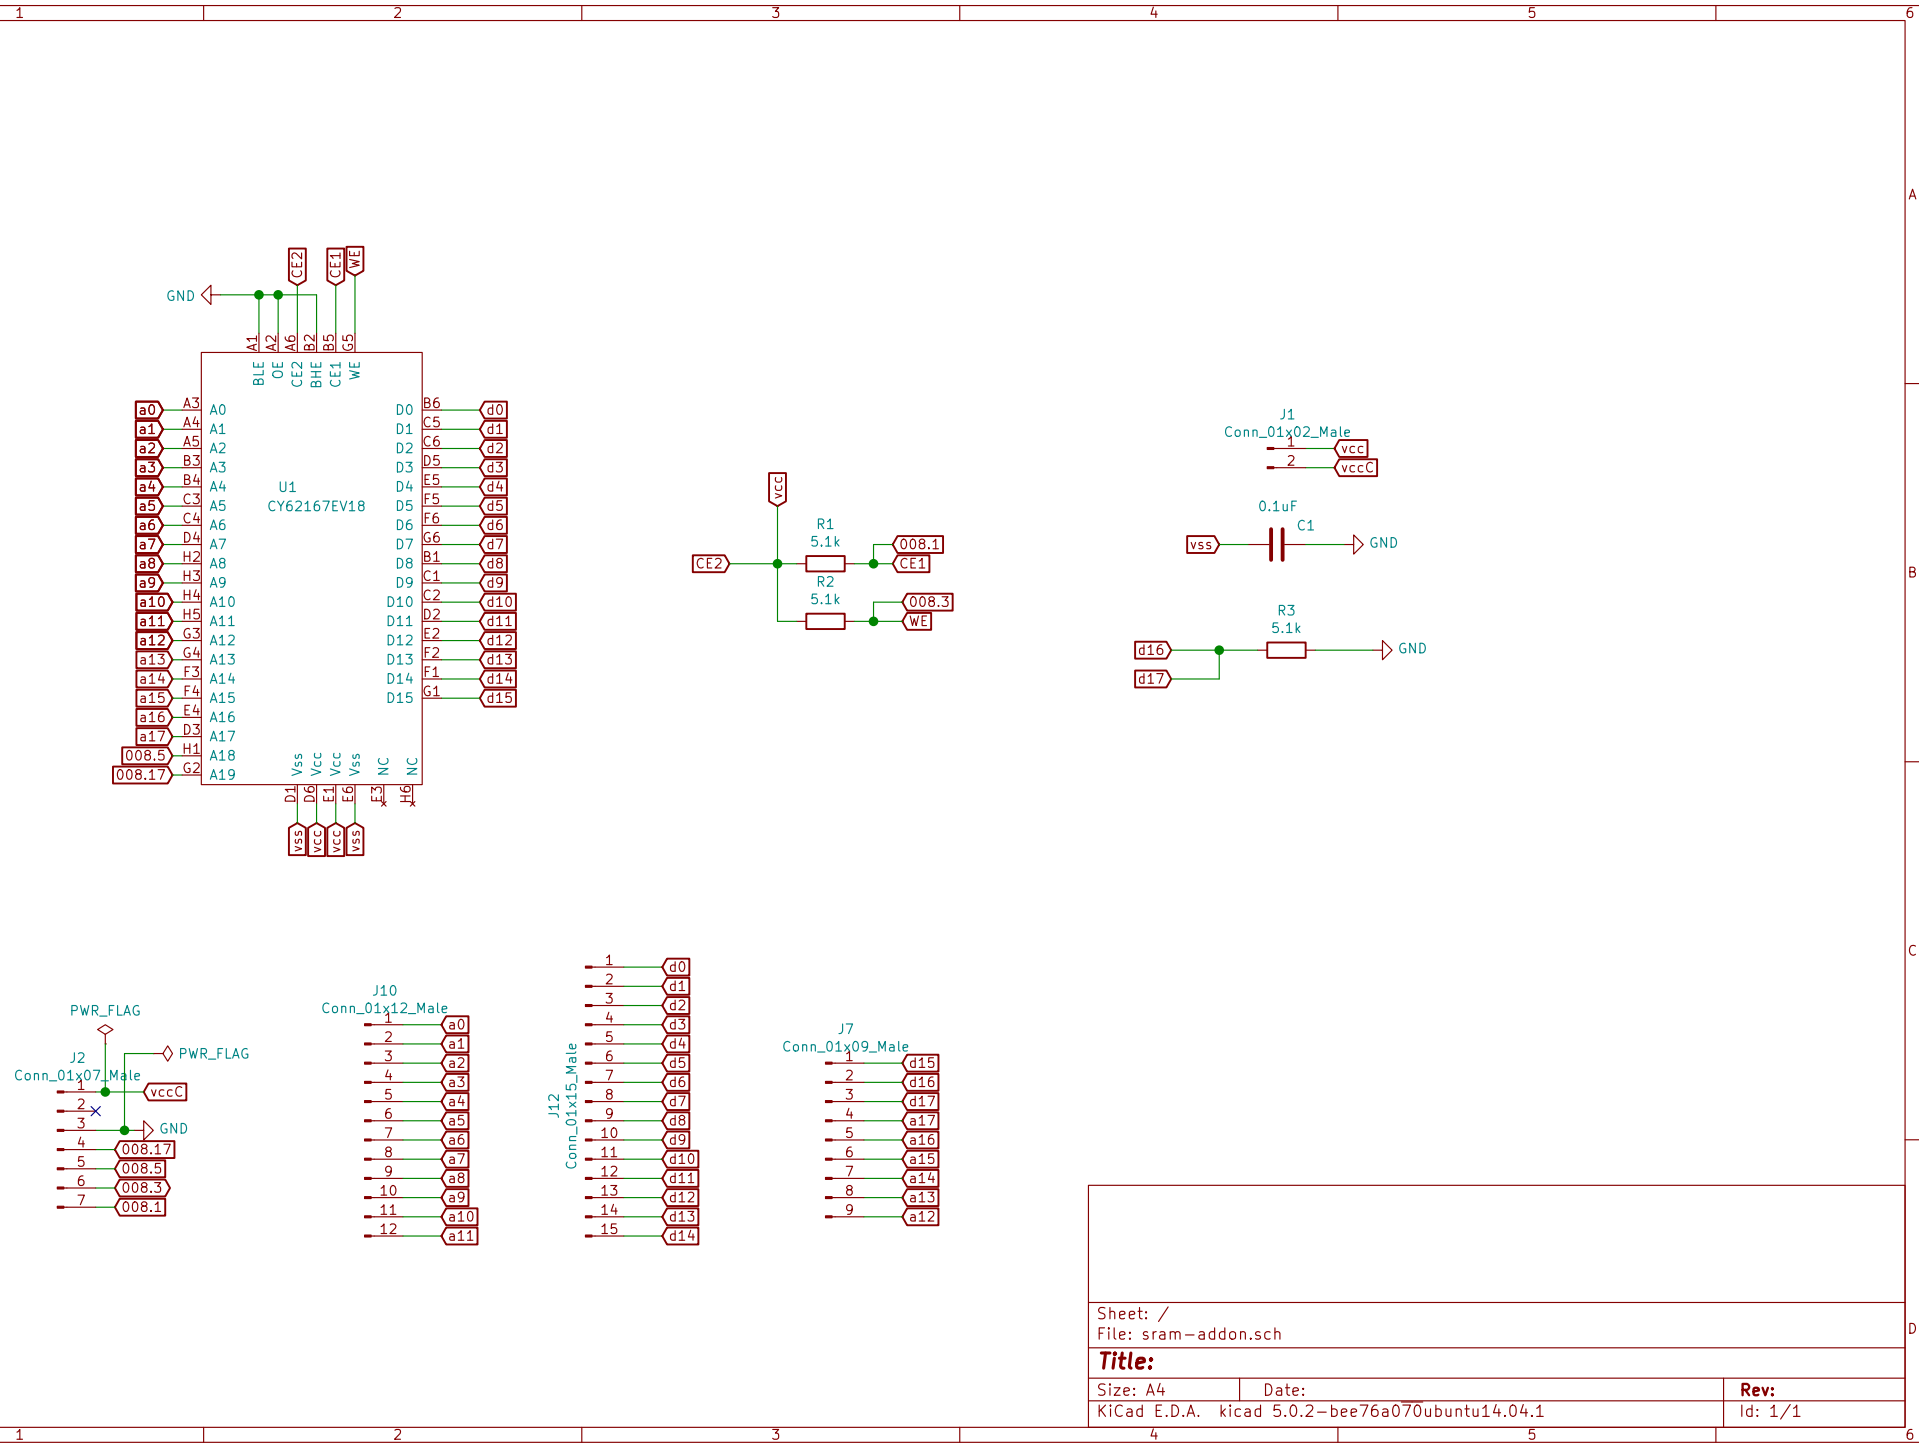 1 2 3 4 5 6
A
CE2 CE1 WE
GND
A1 A2 A6 B2 B5 G5
BLE OE CE2 BHE CE1 WE
a0 A3 A0 D0 B6 d0
a1 A4 A1 D1 C5 d1
a2 A5 A2 D2 C6 d2
a3 B3 A3 D3 D5 d3
a4 B4 A4 D4 E5 d4
a5 C3 A5 D5 F5 d5
a6 C4 A6 D6 F6 d6
a7 D4 A7 D7 G6 d7
a8 H2 A8 D8 B1 d8
a9 H3 A9 D9 C1 d9
a10 H4 A10 D10 C2 d10
a11 H5 A11 D11 D2 d11
a12 G3 A12 D12 E2 d12
a13 G4 A13 D13 F2 d13
a14 F3 A14 D14 F1 d14
a15 F4 A15 D15 G1 d15
a16 E4 A16
a17 D3 A17
008.5 H1 A18
008.17 G2 A19
U1
CY62167EV18
Vss Vcc Vcc Vss NC NC
D1 D6 E1 E6 E3 H6
vss vcc vcc vss
vcc
R1
5.1k
008.1
CE2
CE1
R2
5.1k
008.3
WE
J1
Conn_01x02_Male
1 vcc
2 vccC
0.1uF
C1
vss
GND
R3
5.1k
d16
GND
d17
B
C
PWR_FLAG
PWR_FLAG
J2
Conn_01x07_Male
1 vccC
2
3 GND
4 008.17
5 008.5
6 008.3
7 008.1
J10
Conn_01x12_Male
1 a0
2 a1
3 a2
4 a3
5 a4
6 a5
7 a6
8 a7
9 a8
10 a9
11 a10
12 a11
J12
Conn_01x15_Male
1 d0
2 d1
3 d2
4 d3
5 d4
6 d5
7 d6
8 d7
9 d8
10 d9
11 d10
12 d11
13 d12
14 d13
15 d14
J7
Conn_01x09_Male
1 d15
2 d16
3 d17
4 a17
5 a16
6 a15
7 a14
8 a13
9 a12
Sheet: /
File: sram-addon.sch
D
Title:
Size: A4 Date: Rev:
KiCad E.D.A. kicad 5.0.2-bee76a070ubuntu14.04.1 Id: 1/1
1 2 3 4 5 6